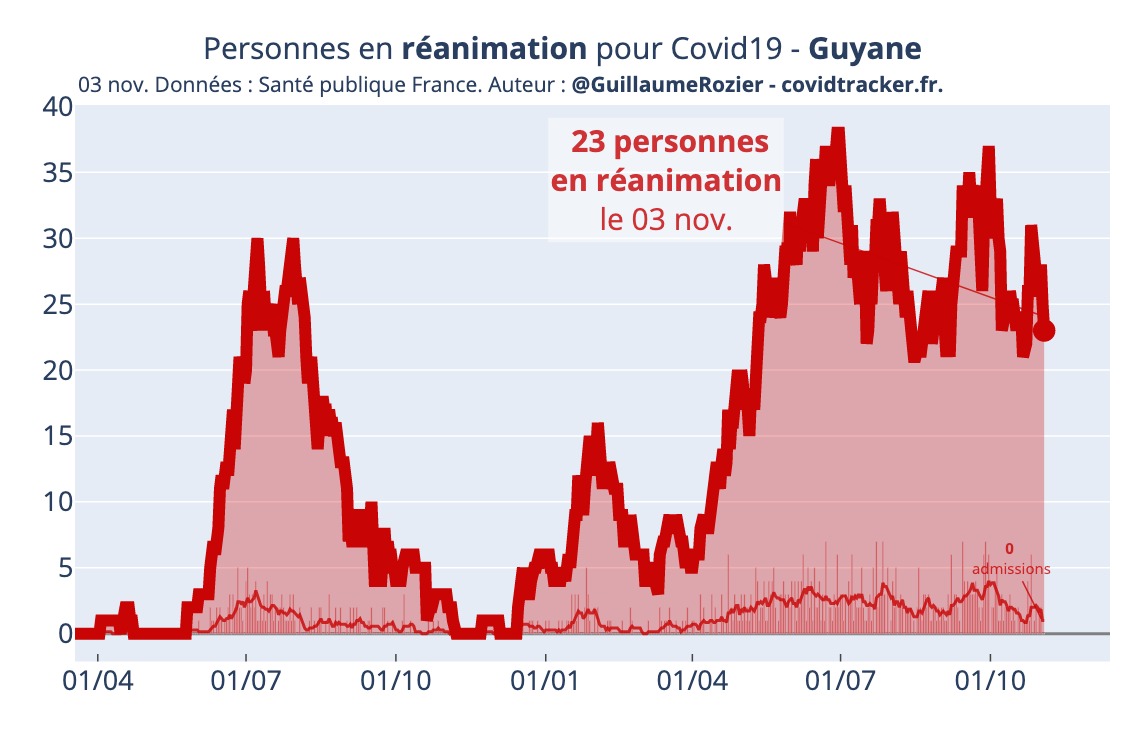 Personnes en réanimation pour Covid19 - Guyane
03 nov. Données : Santé publique France. Auteur : @GuillaumeRozier - covidtracker.fr.
40
35
30
25
20
15
10
5
0
23 personnes
en réanimation
le 03 nov.
0
admissions
01/04
01/07
01/10
01/01
01/04
01/07
01/10